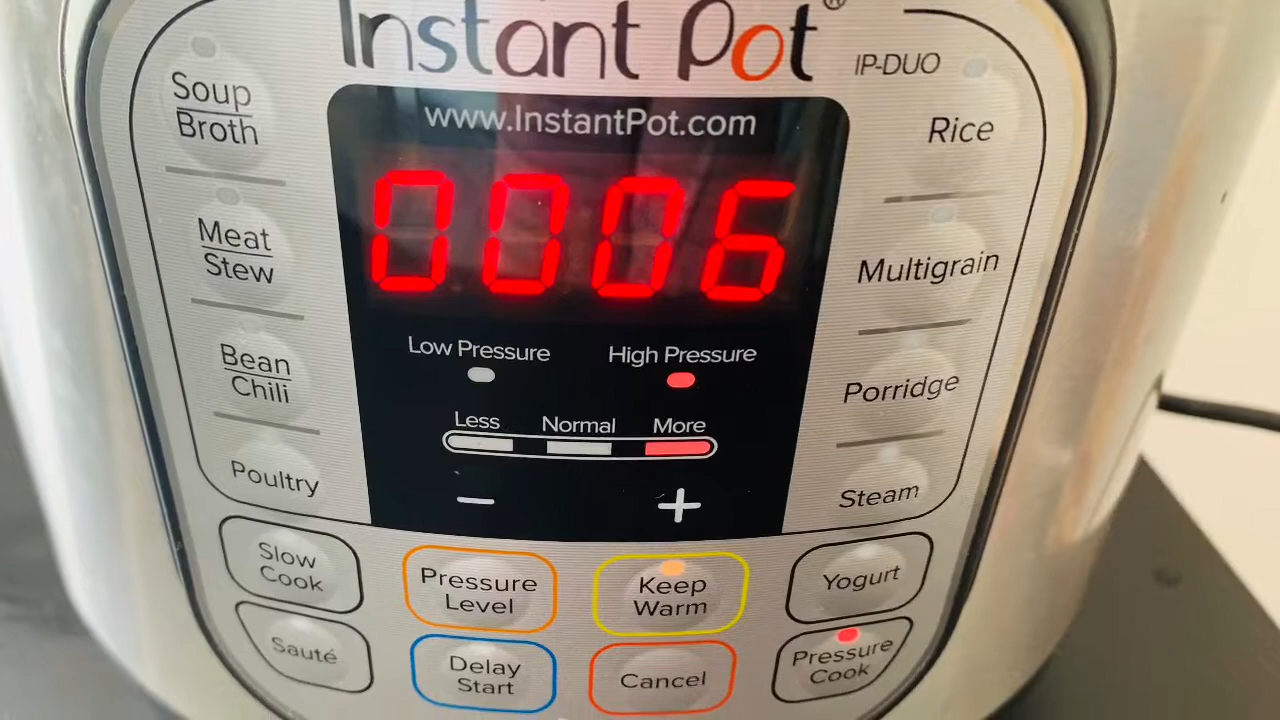 Instant Pot®
IP-DUO
www.InstantPot.com
0006
Low Pressure
High Pressure
Less
Normal
More
−
+
Soup
Broth
Meat
Stew
Bean
Chili
Poultry
Rice
Multigrain
Porridge
Steam
Slow
Cook
Pressure
Level
Keep
Warm
Yogurt
Sauté
Delay
Start
Cancel
Pressure
Cook